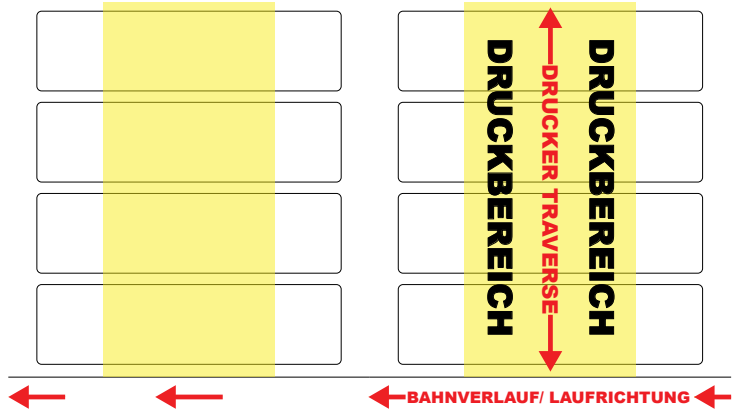 DRUCKBEREICH
DRUCKER TRAVERSE
DRUCKBEREICH
BAHNVERLAUF/ LAUFRICHTUNG